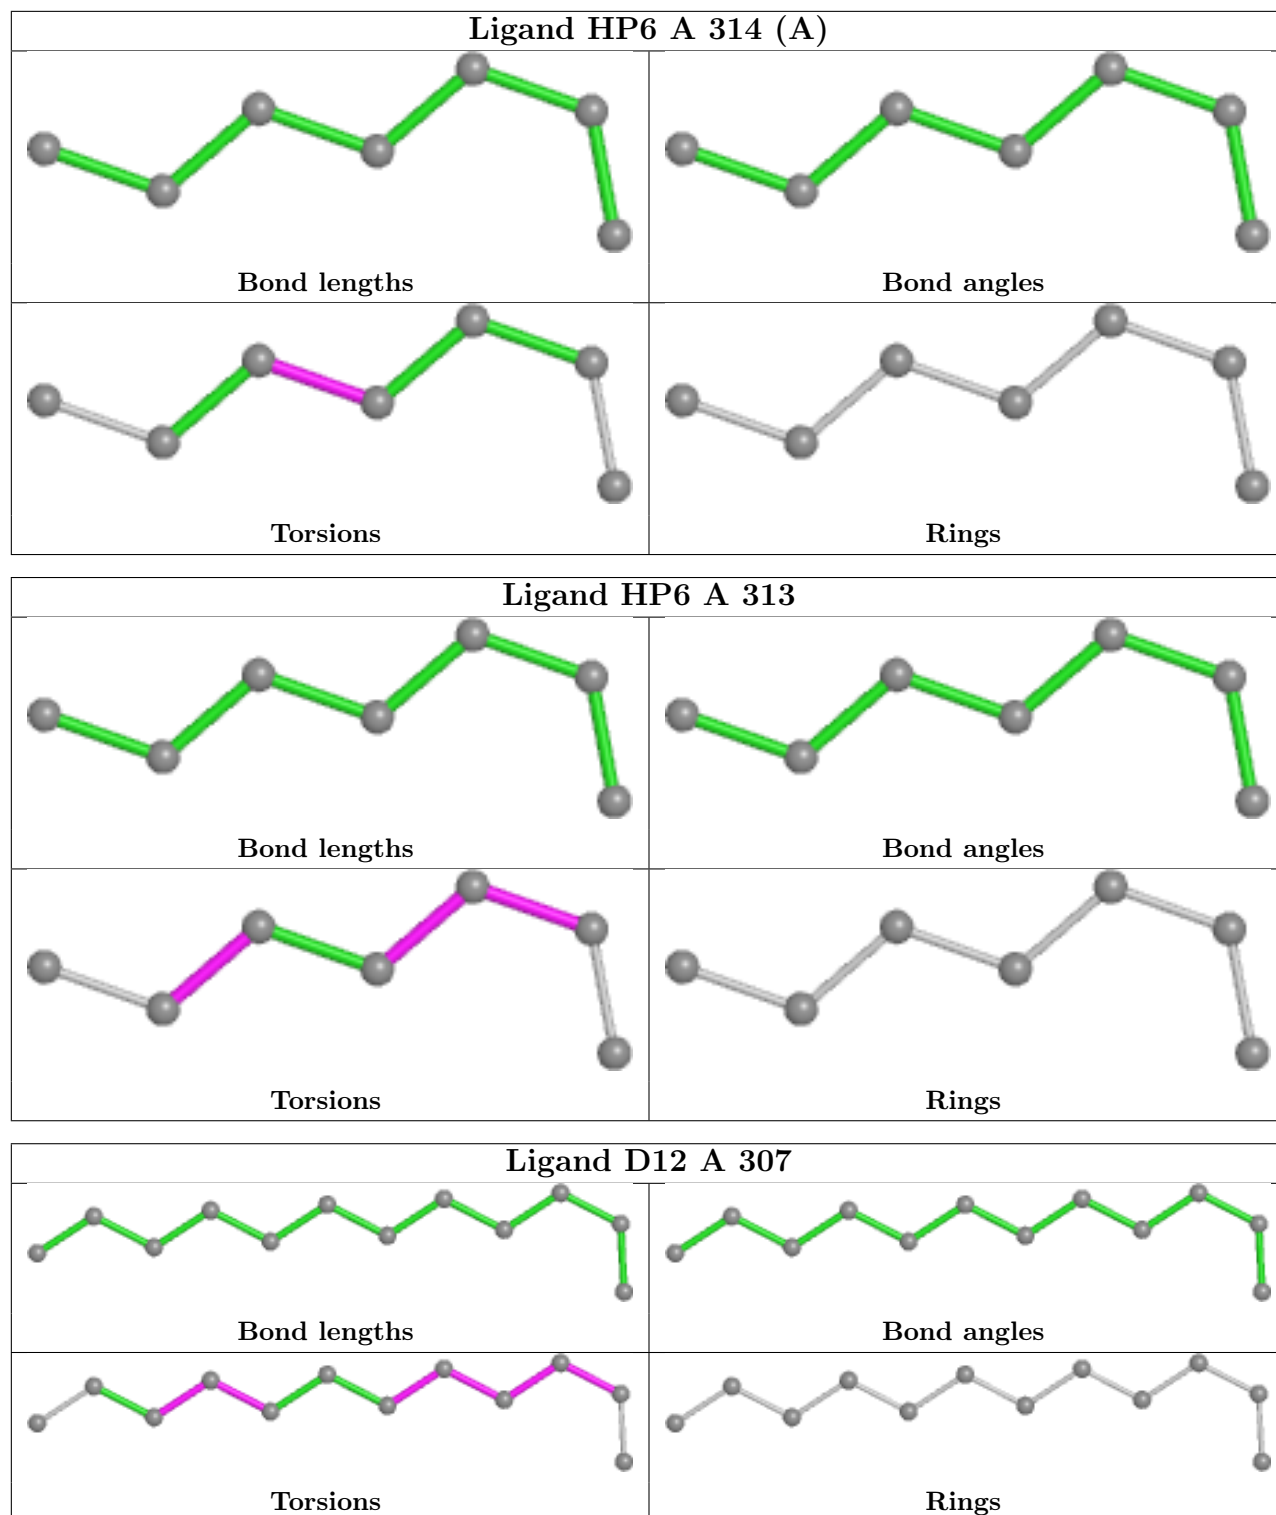 Ligand HP6 A 314 (A)
Bond lengths
Bond angles
Torsions
Rings
Ligand HP6 A 313
Bond lengths
Bond angles
Torsions
Rings
Ligand D12 A 307
Bond lengths
Bond angles
Torsions
Rings